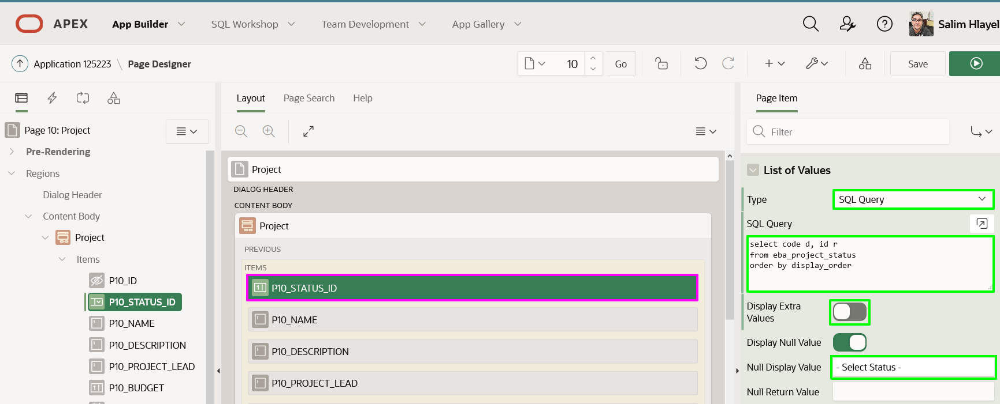 APEX
App Builder
SQL Workshop
Team Development
App Gallery
Salim Hlayel
Application 125223
Page Designer
10
Go
Save
Layout
Page Search
Help
Page Item
Page 10: Project
Filter
Pre-Rendering
Regions
Dialog Header
Content Body
Project
Items
P10_ID
P10_STATUS_ID
P10_NAME
P10_DESCRIPTION
P10_PROJECT_LEAD
P10_BUDGET
Project
DIALOG HEADER
CONTENT BODY
Project
PREVIOUS
ITEMS
P10_STATUS_ID
P10_NAME
P10_DESCRIPTION
P10_PROJECT_LEAD
List of Values
Type
SQL Query
SQL Query
select code d, id r
from eba_project_status
order by display_order
Display Extra
Values
Display Null Value
Null Display Value
- Select Status -
Null Return Value